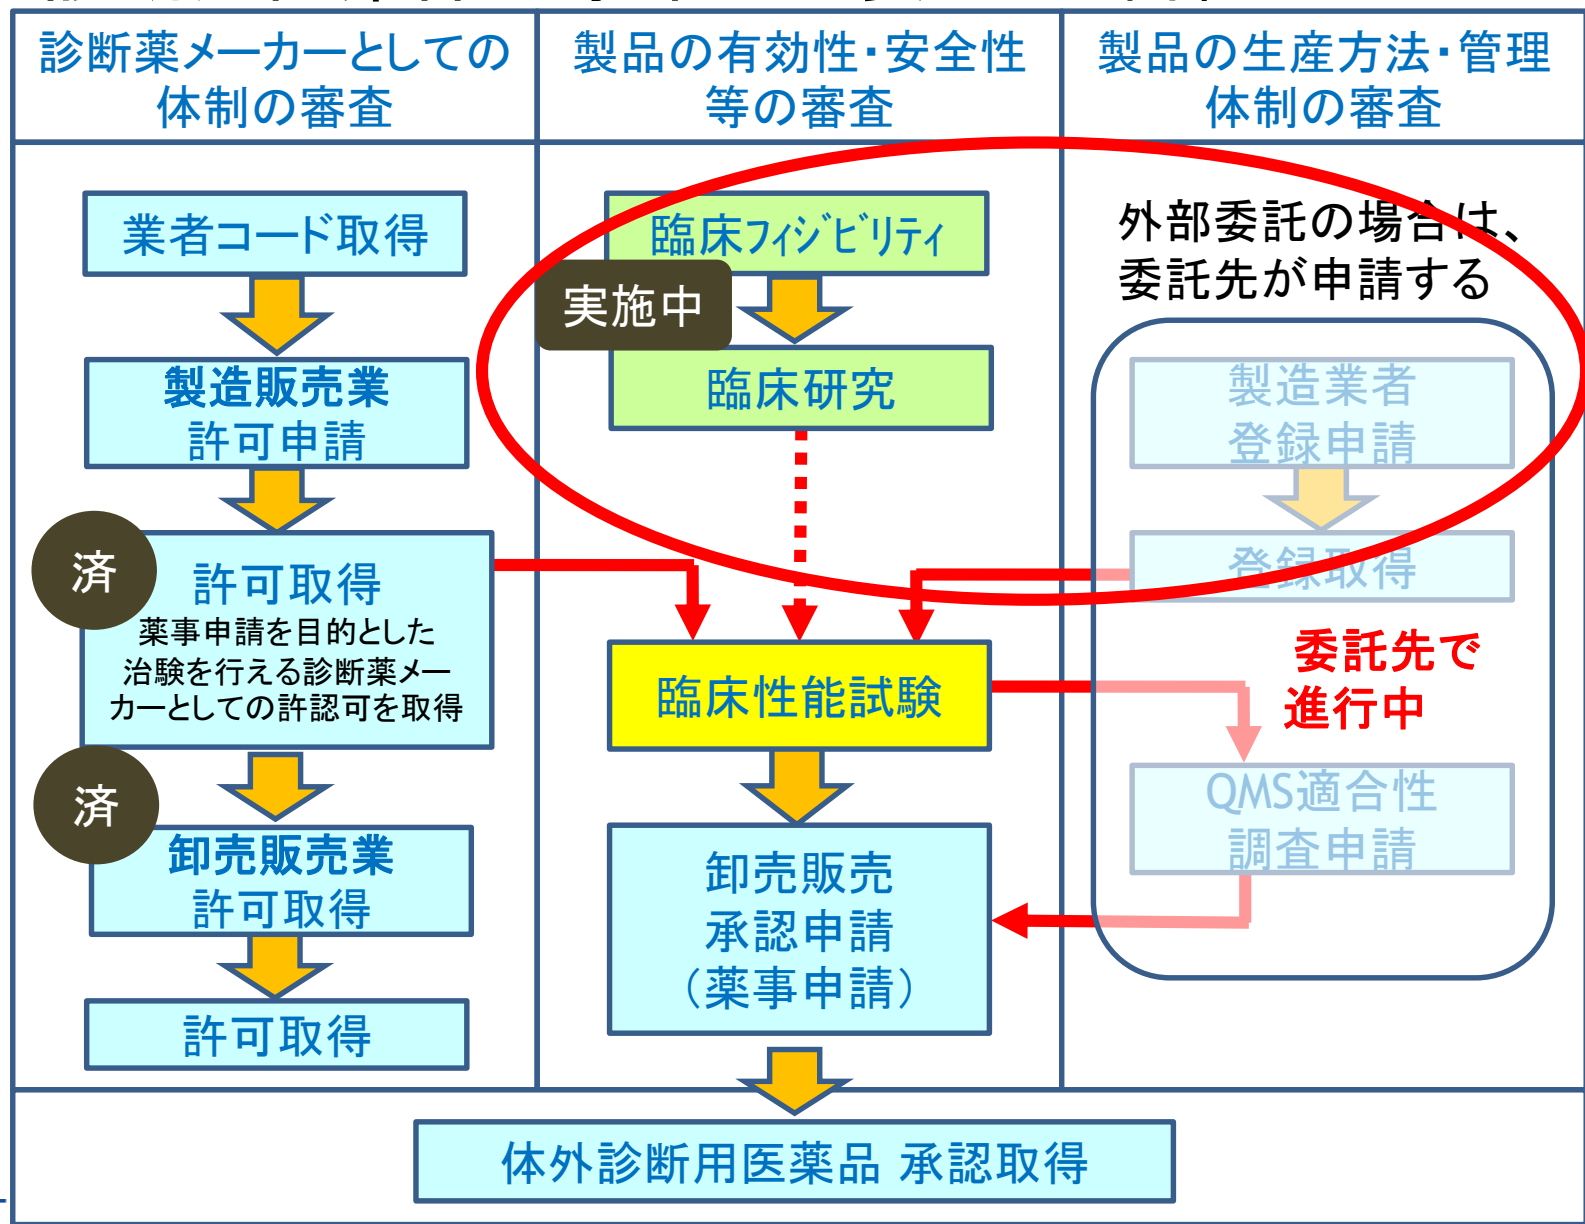 診断薬メーカーとしての
体制の審査
製品の有効性・安全性
等の審査
製品の生産方法・管理
体制の審査
業者コード取得
製造販売業
許可申請
済
許可取得
薬事申請を目的とした
治験を行える診断薬メー
カーとしての許認可を取得
済
卸売販売業
許可取得
許可取得
臨床フィジビリティ
実施中
臨床研究
臨床性能試験
卸売販売
承認申請
（薬事申請）
外部委託の場合は、
委託先が申請する
製造業者
登録申請
登録取得
委託先で
進行中
QMS適合性
調査申請
体外診断用医薬品 承認取得